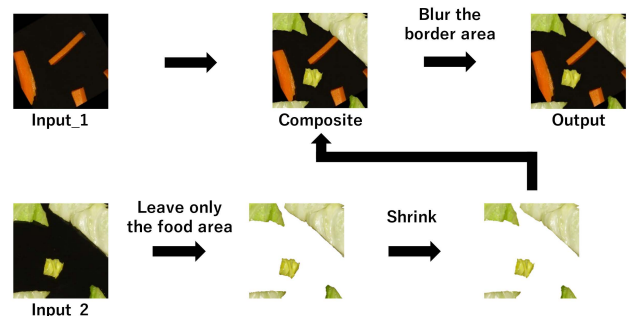 Blur the
border area
Input_1
Composite
Output
Leave only
the food area
Shrink
Input_2